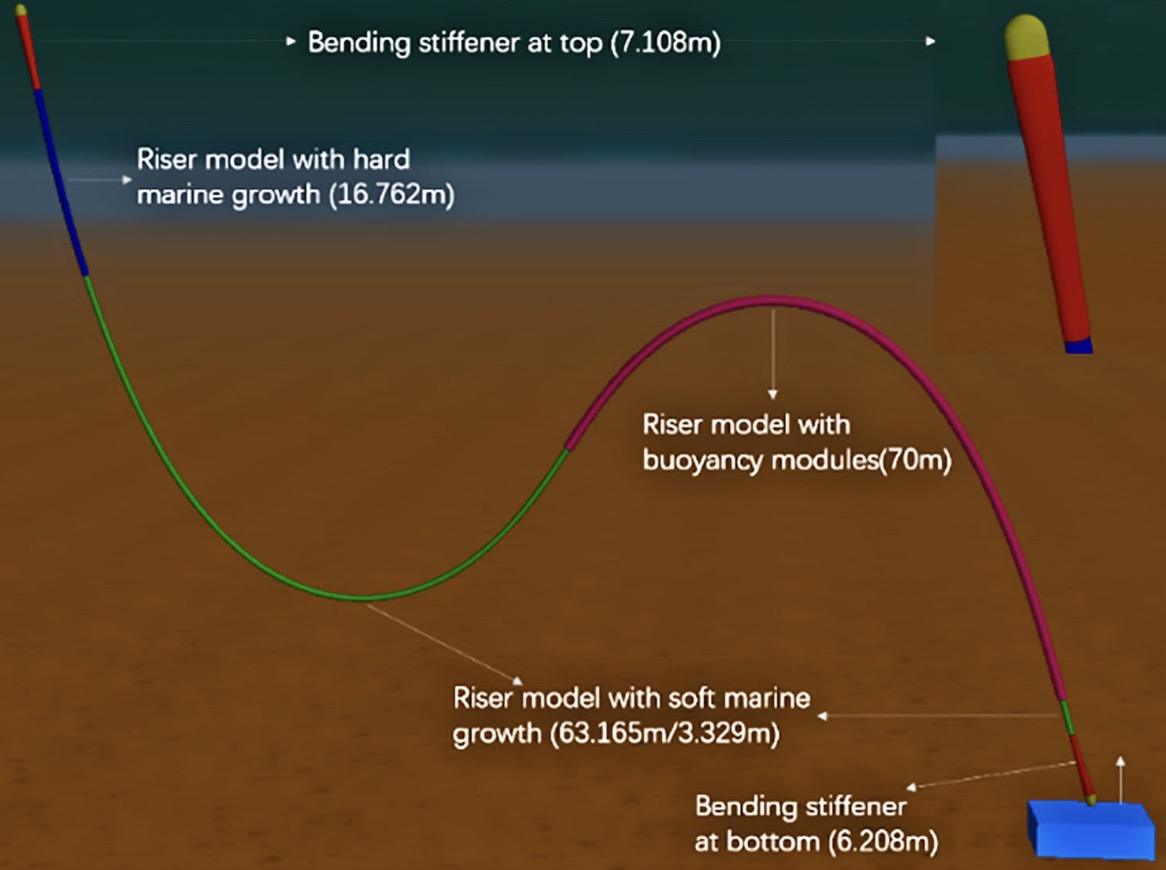 Bending stiffener at top (7.108m)
Riser model with hard
marine growth (16.762m)
Riser model with
buoyancy modules(70m)
Riser model with soft marine
growth (63.165m/3.329m)
Bending stiffener
at bottom (6.208m)